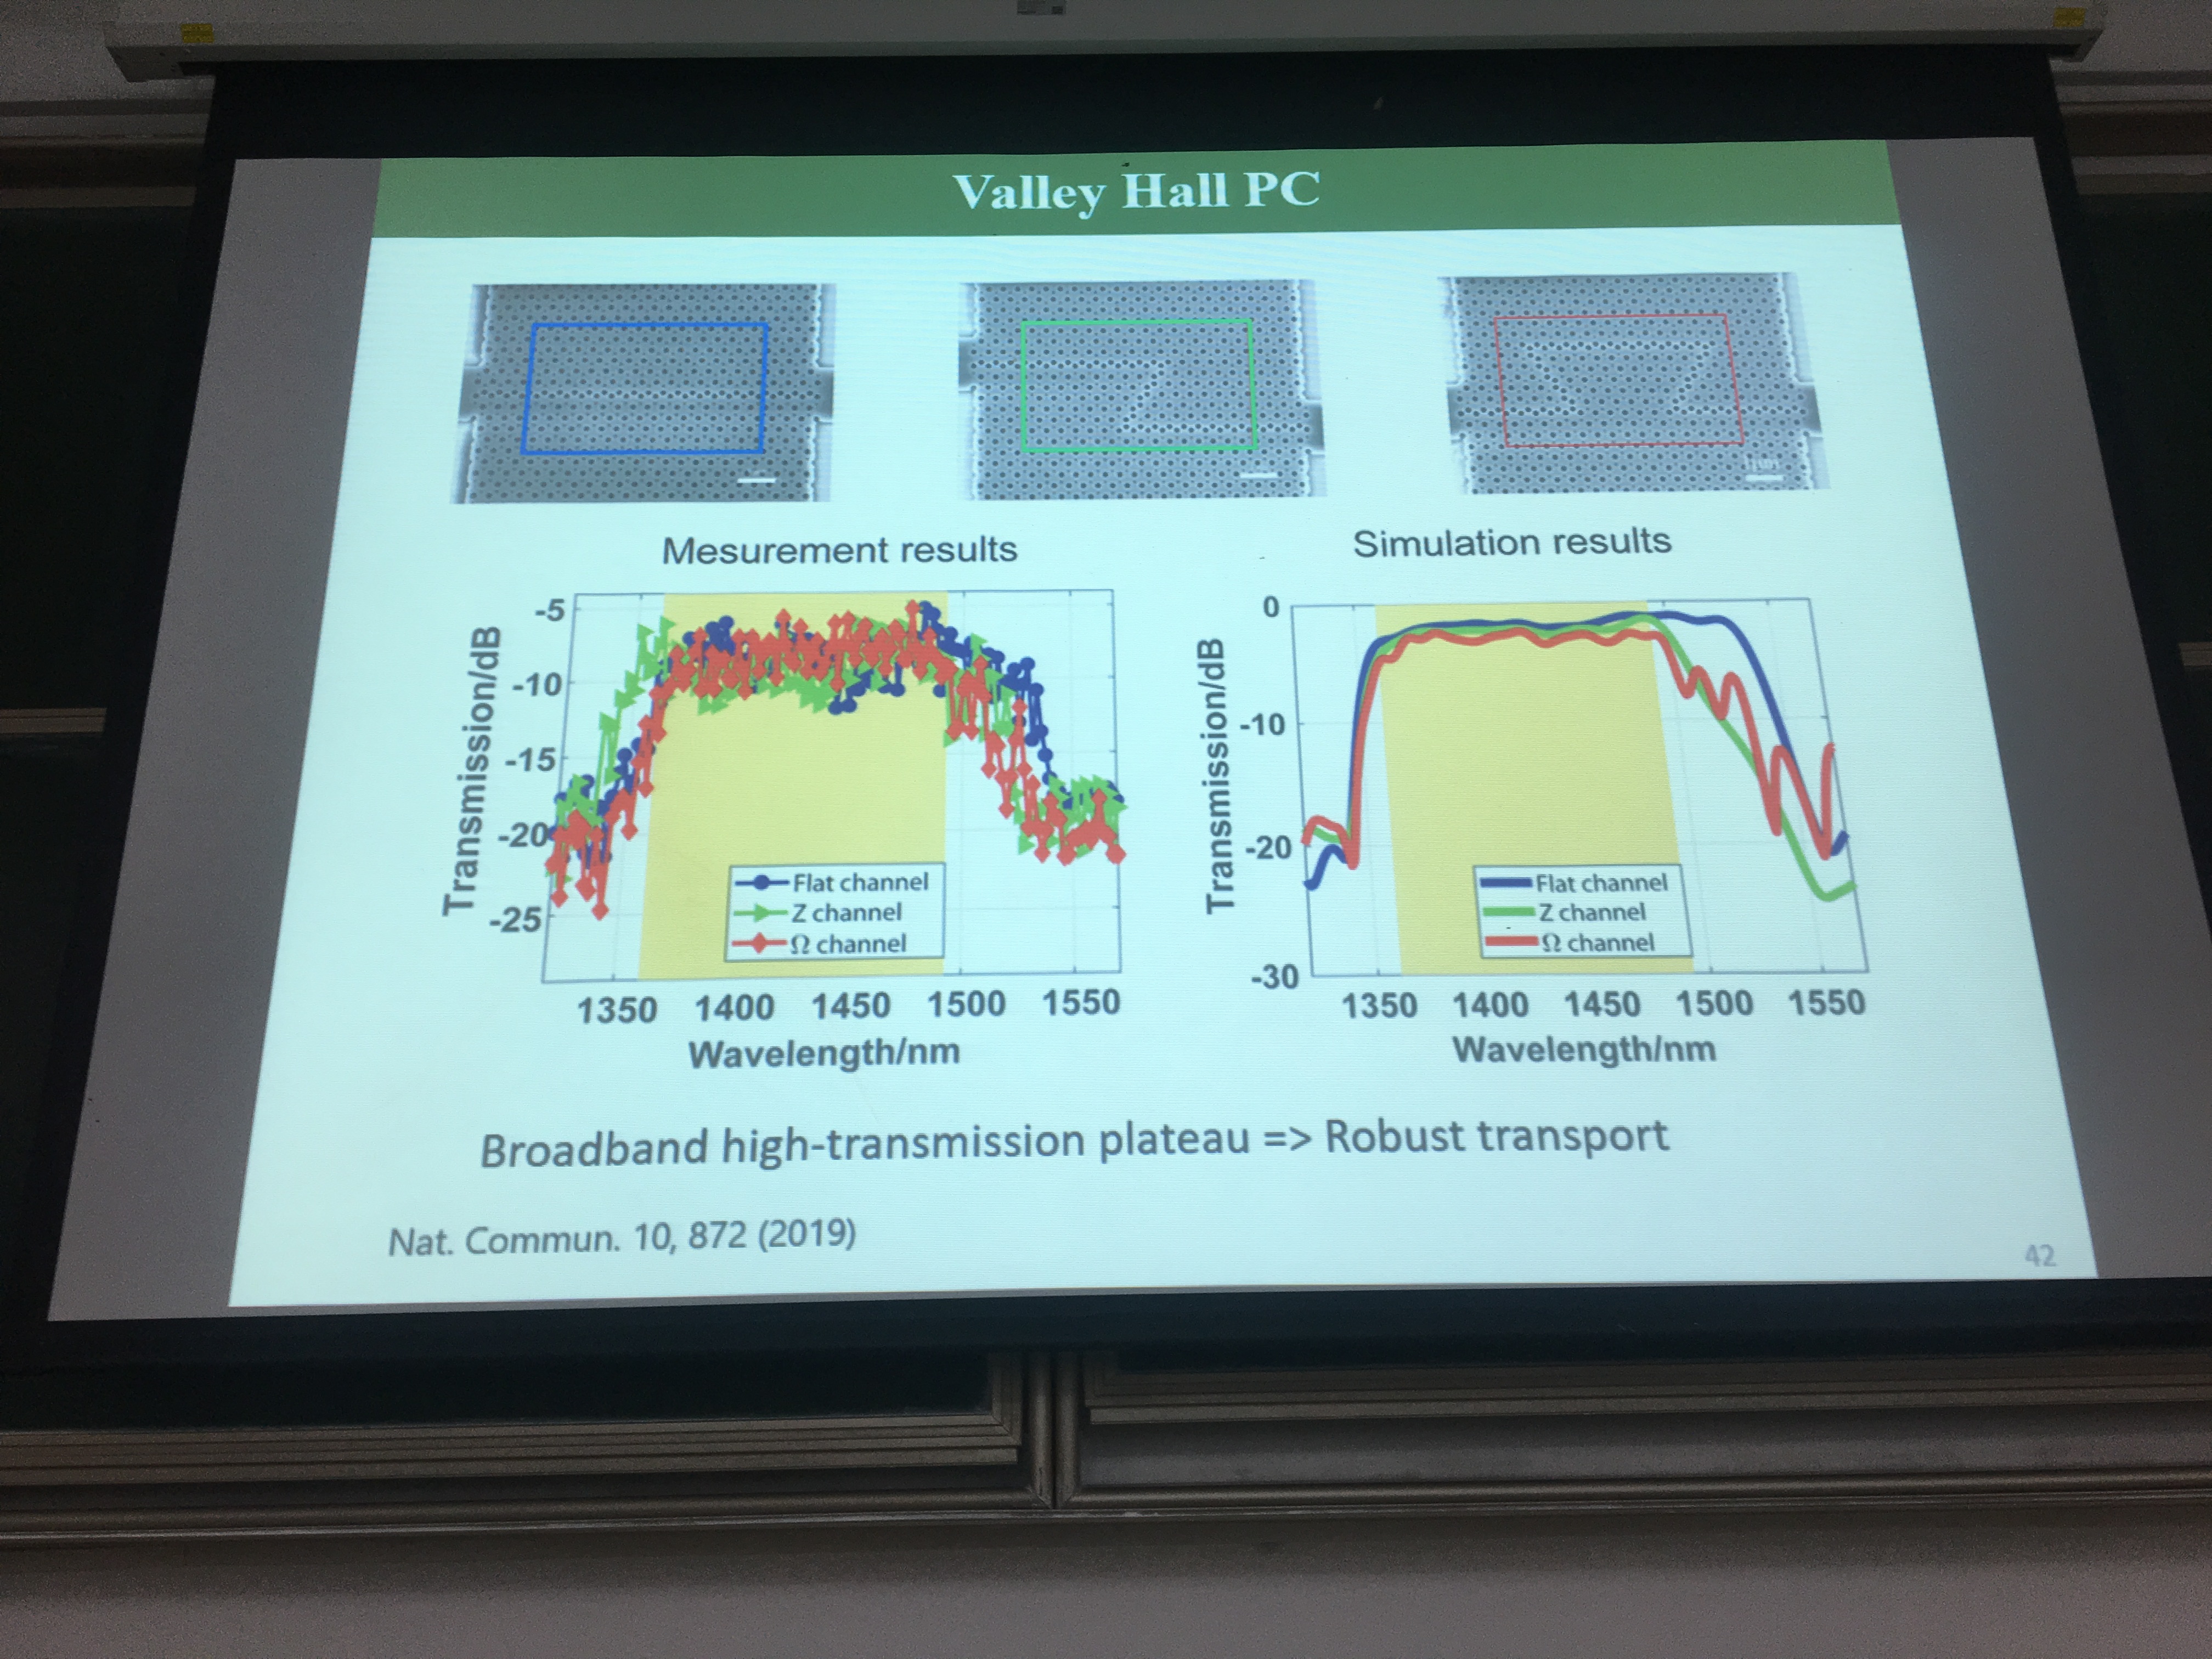 Valley Hall PC
1μm
Mesurement results
Simulation results
Transmission/dB
-5
-10
-15
-20
-25
Flat channel
Z channel
Ω channel
1350 1400 1450 1500 1550
Wavelength/nm
Transmission/dB
0
-10
-20
-30
Flat channel
Z channel
Ω channel
1350 1400 1450 1500 1550
Wavelength/nm
Broadband high-transmission plateau => Robust transport
Nat. Commun. 10, 872 (2019)
42